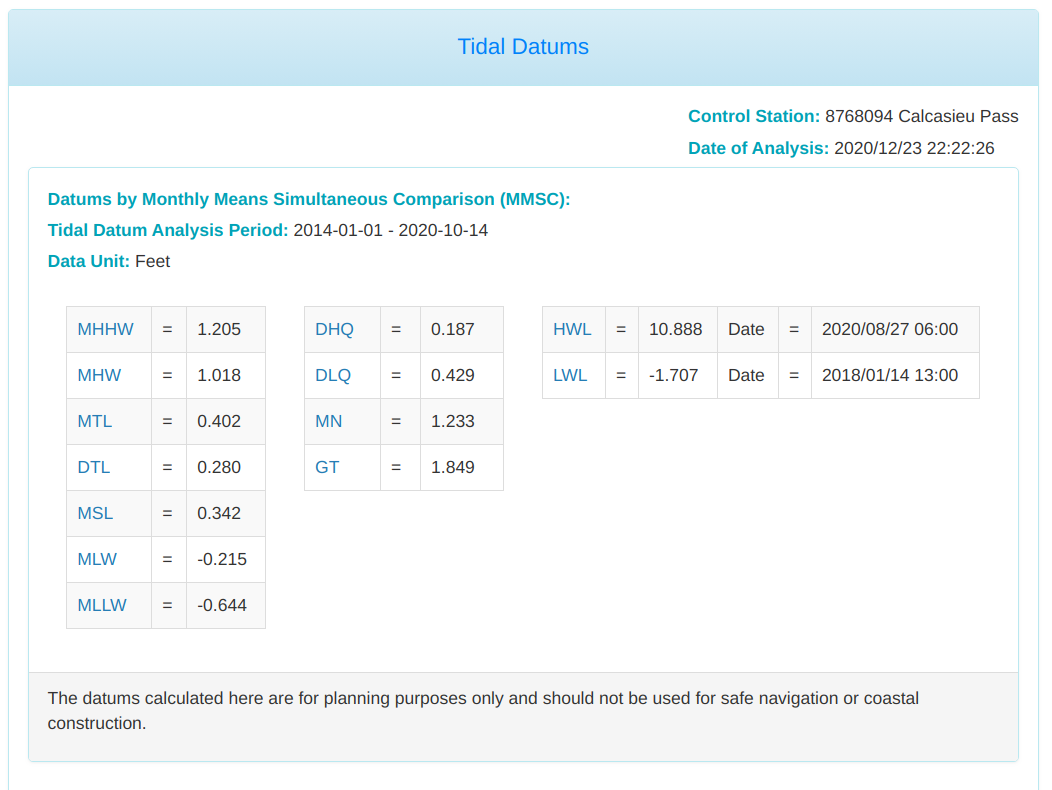 Tidal Datums
Control Station: 8768094 Calcasieu Pass
Date of Analysis: 2020/12/23 22:22:26
Datums by Monthly Means Simultaneous Comparison (MMSC):
Tidal Datum Analysis Period: 2014-01-01 - 2020-10-14
Data Unit: Feet
MHHW = 1.205
MHW = 1.018
MTL = 0.402
DTL = 0.280
MSL = 0.342
MLW = -0.215
MLLW = -0.644
DHQ = 0.187
DLQ = 0.429
MN = 1.233
GT = 1.849
HWL = 10.888 Date = 2020/08/27 06:00
LWL = -1.707 Date = 2018/01/14 13:00
The datums calculated here are for planning purposes only and should not be used for safe navigation or coastal
construction.